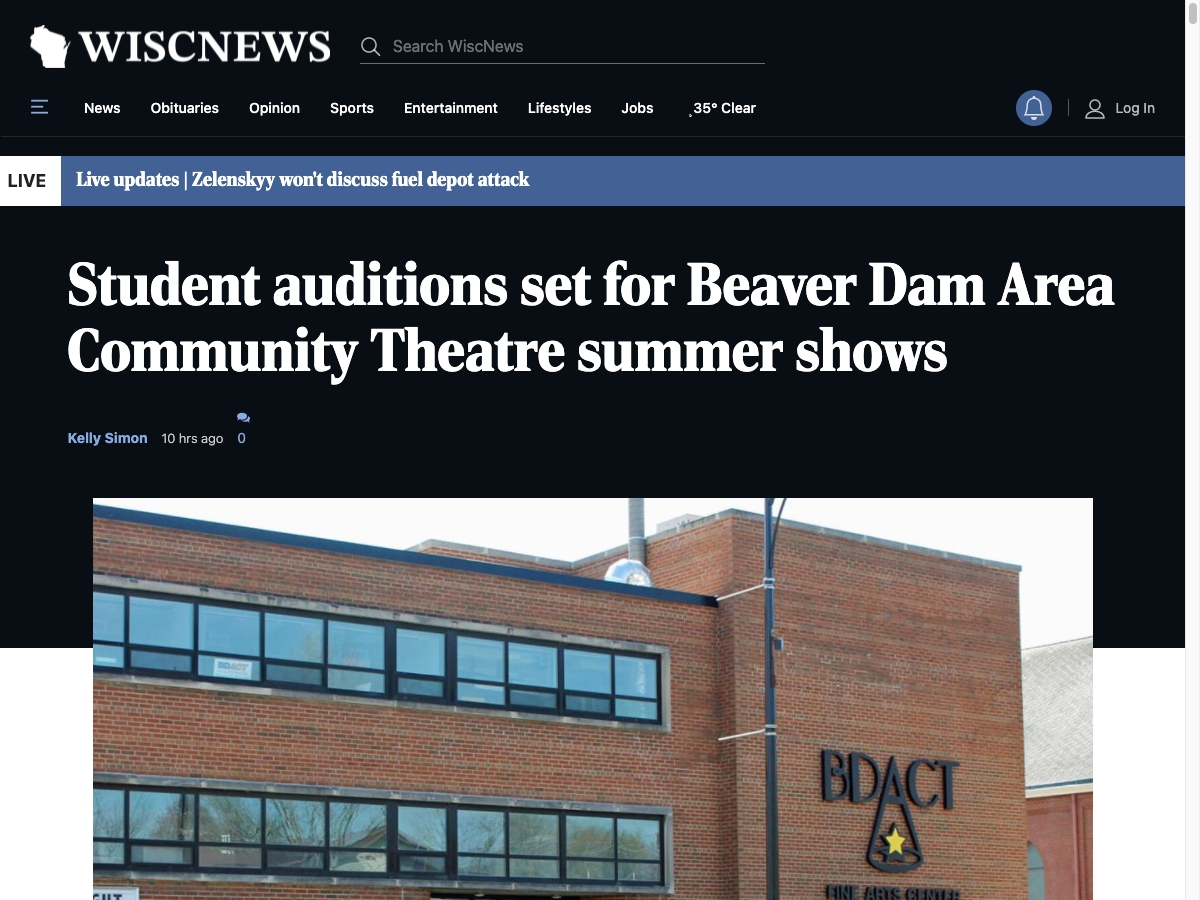 WISCNEWS
Search WiscNews
News
Obituaries
Opinion
Sports
Entertainment
Lifestyles
Jobs
35° Clear
Log In
LIVE
Live updates | Zelenskyy won't discuss fuel depot attack
Student auditions set for Beaver Dam Area
Community Theatre summer shows
Kelly Simon
10 hrs ago
0
BDACT
BDACT
FINE ARTS CENTER